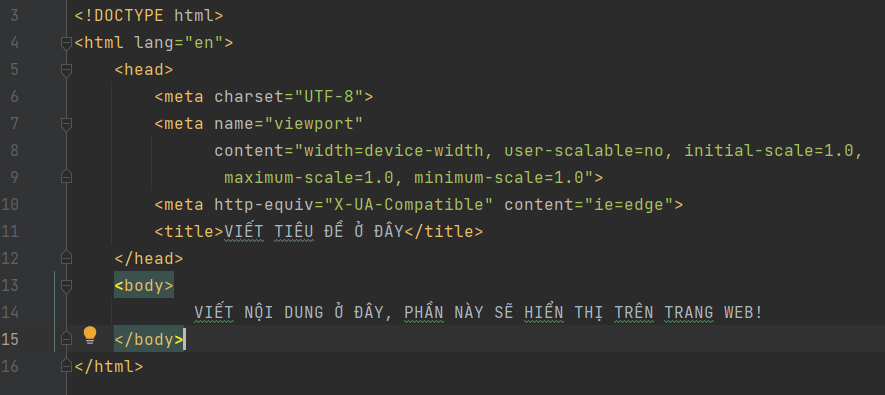 3 <!DOCTYPE html>
4 <html lang="en">
5 <head>
6 <meta charset="UTF-8">
7 <meta name="viewport"
8 content="width=device-width, user-scalable=no, initial-scale=1.0,
9 maximum-scale=1.0, minimum-scale=1.0">
10 <meta http-equiv="X-UA-Compatible" content="ie=edge">
11 <title>VIẾT TIÊU ĐỀ Ở ĐÂY</title>
12 </head>
13 <body>
14 VIẾT NỘI DUNG Ở ĐÂY, PHẦN NÀY SẼ HIỂN THỊ TRÊN TRANG WEB!
15 </body>
16 </html>